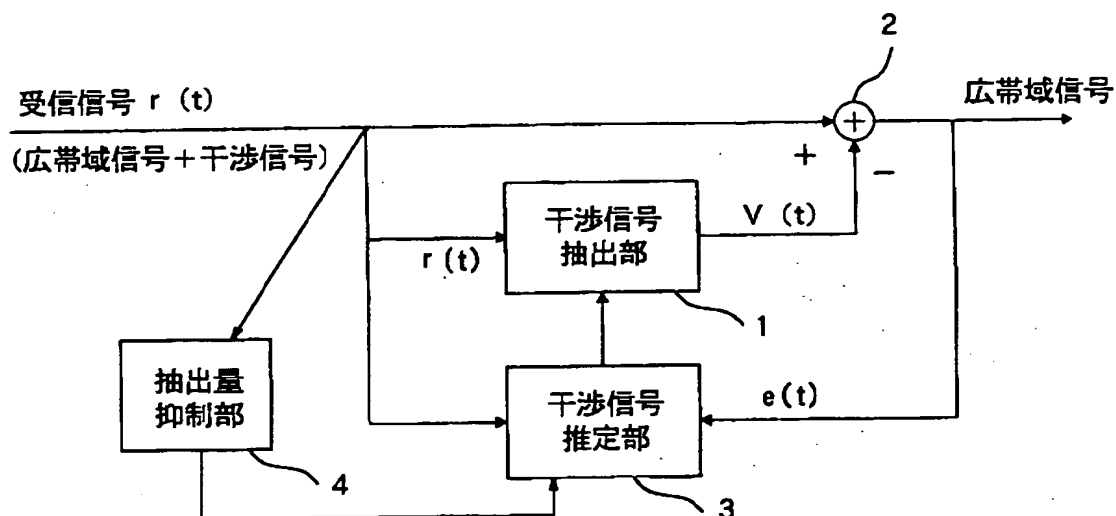 2
受信信号 r (t)
広帯域信号
(広帯域信号+干渉信号)
+
+
−
干渉信号
抽出部
V (t)
r (t)
1
抽出量
抑制部
干渉信号
推定部
e (t)
4
3